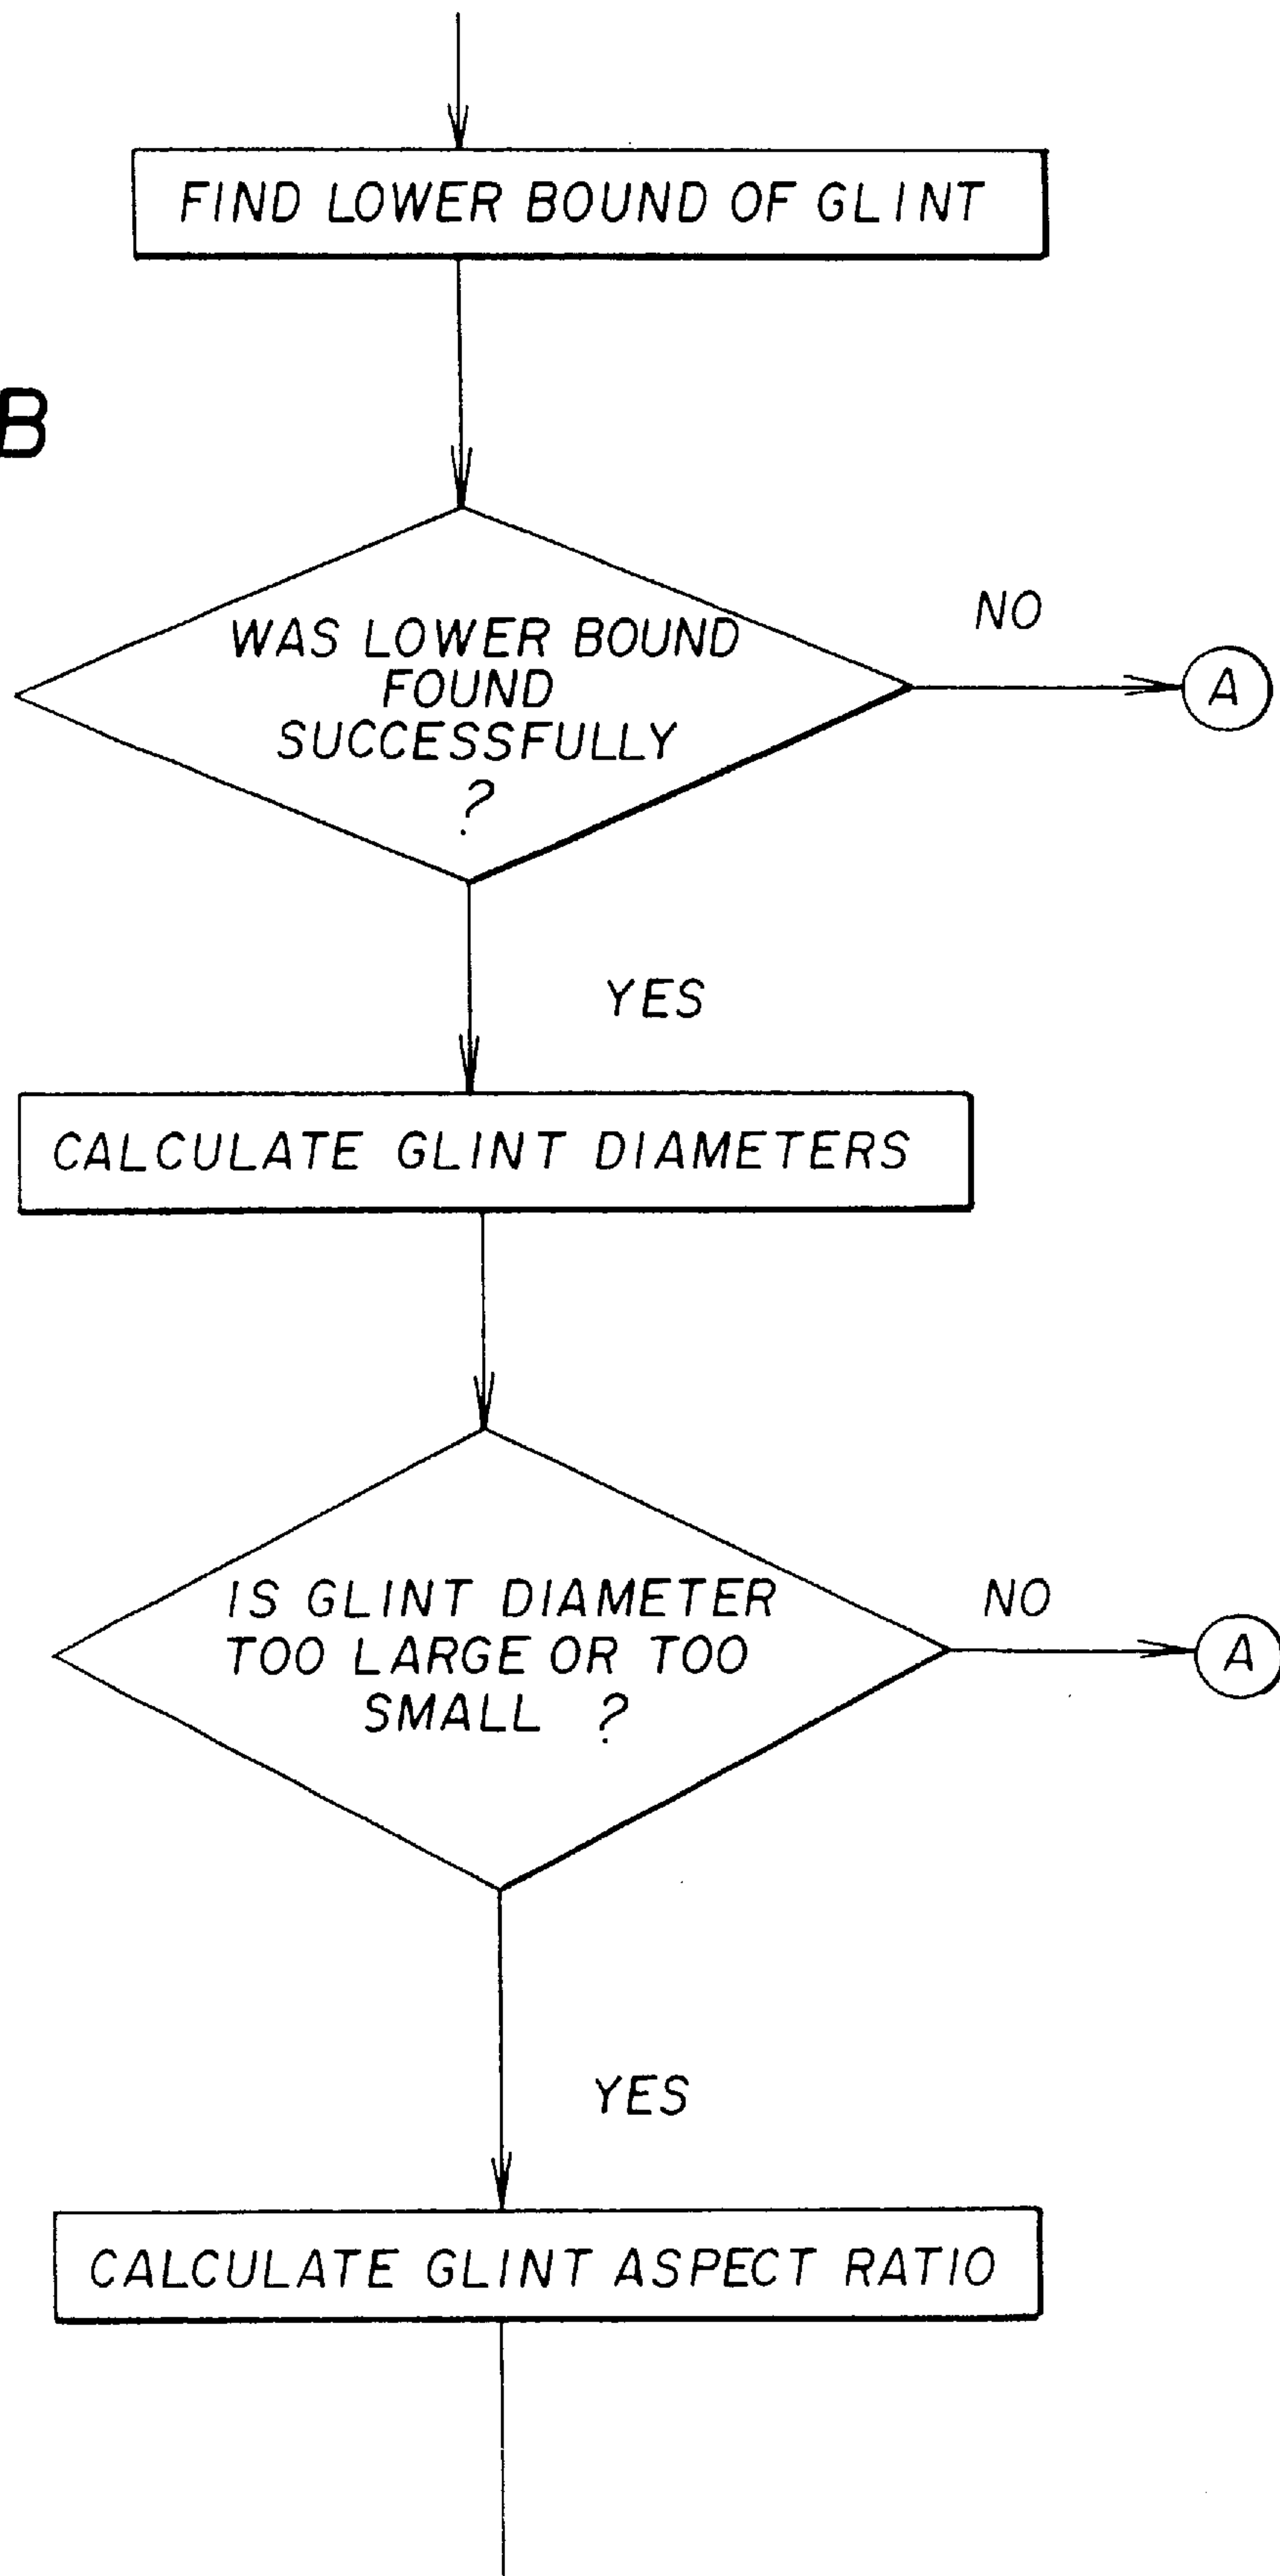 FIND LOWER BOUND OF GLINT
B
WAS LOWER BOUND
FOUND
SUCCESSFULLY
?
NO
A
YES
CALCULATE GLINT DIAMETERS
IS GLINT DIAMETER
TOO LARGE OR TOO
SMALL ?
NO
A
YES
CALCULATE GLINT ASPECT RATIO